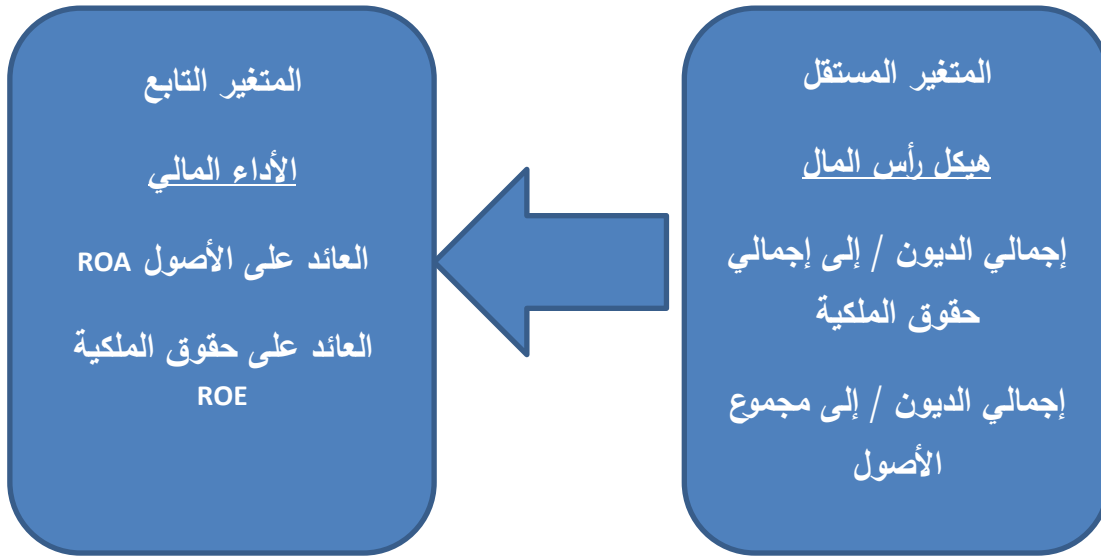 المتغير المستقل
هيكل رأس المال
إجمالي الديون / إلى إجمالي
حقوق الملكية
إجمالي الديون / إلى مجموع
الأصول
المتغير التابع
الأداء المالي
العائد على الأصول ROA
العائد على حقوق الملكية
ROE